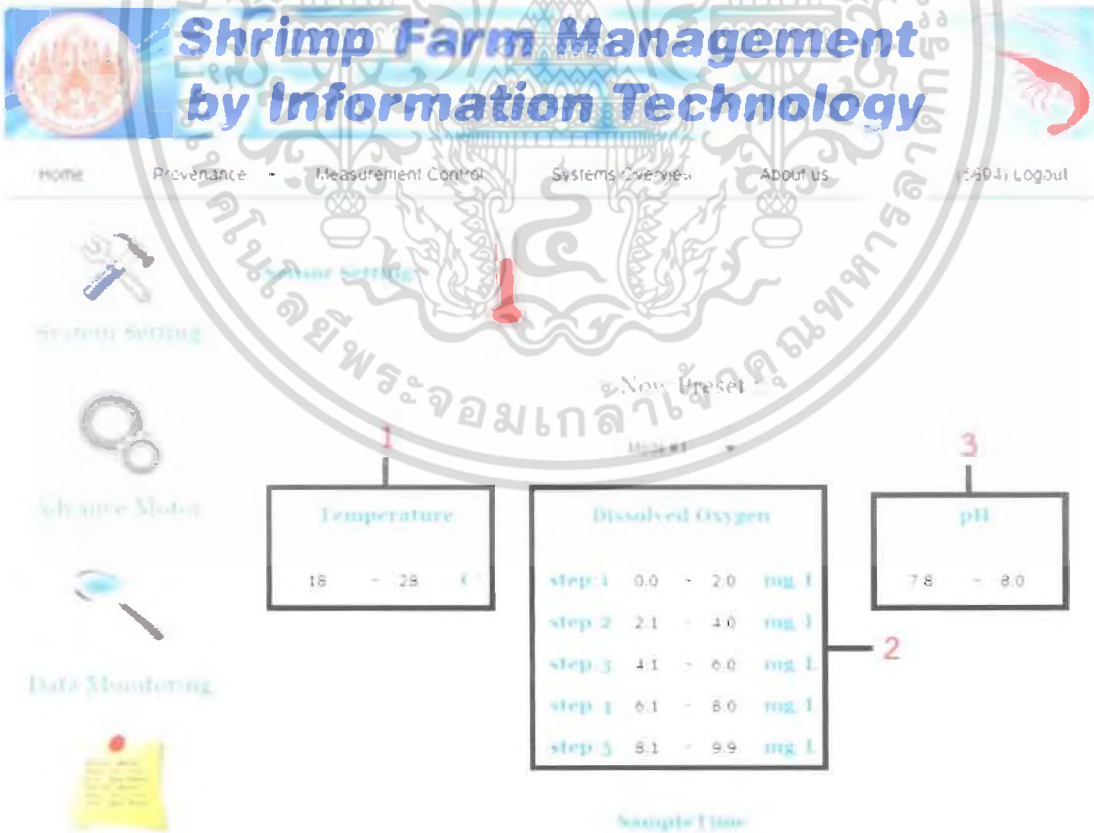 Shrimp Farm Management
by Information Technology
Home Provenance Measurement Control Systems Overview About us Logout
Sensor Setting
System Setting
Now Preset :
1
3
Advance Motor
Temperature
Dissolved Oxygen
pH
18 - 28
step 1 0.0 - 2.0 mg L
7.8 - 8.0
step 2 2.1 - 4.0 mg L
step 3 4.1 - 6.0 mg L
2
Data Monitoring
step 4 6.1 - 8.0 mg L
step 5 8.1 - 9.9 mg L
Sample Time